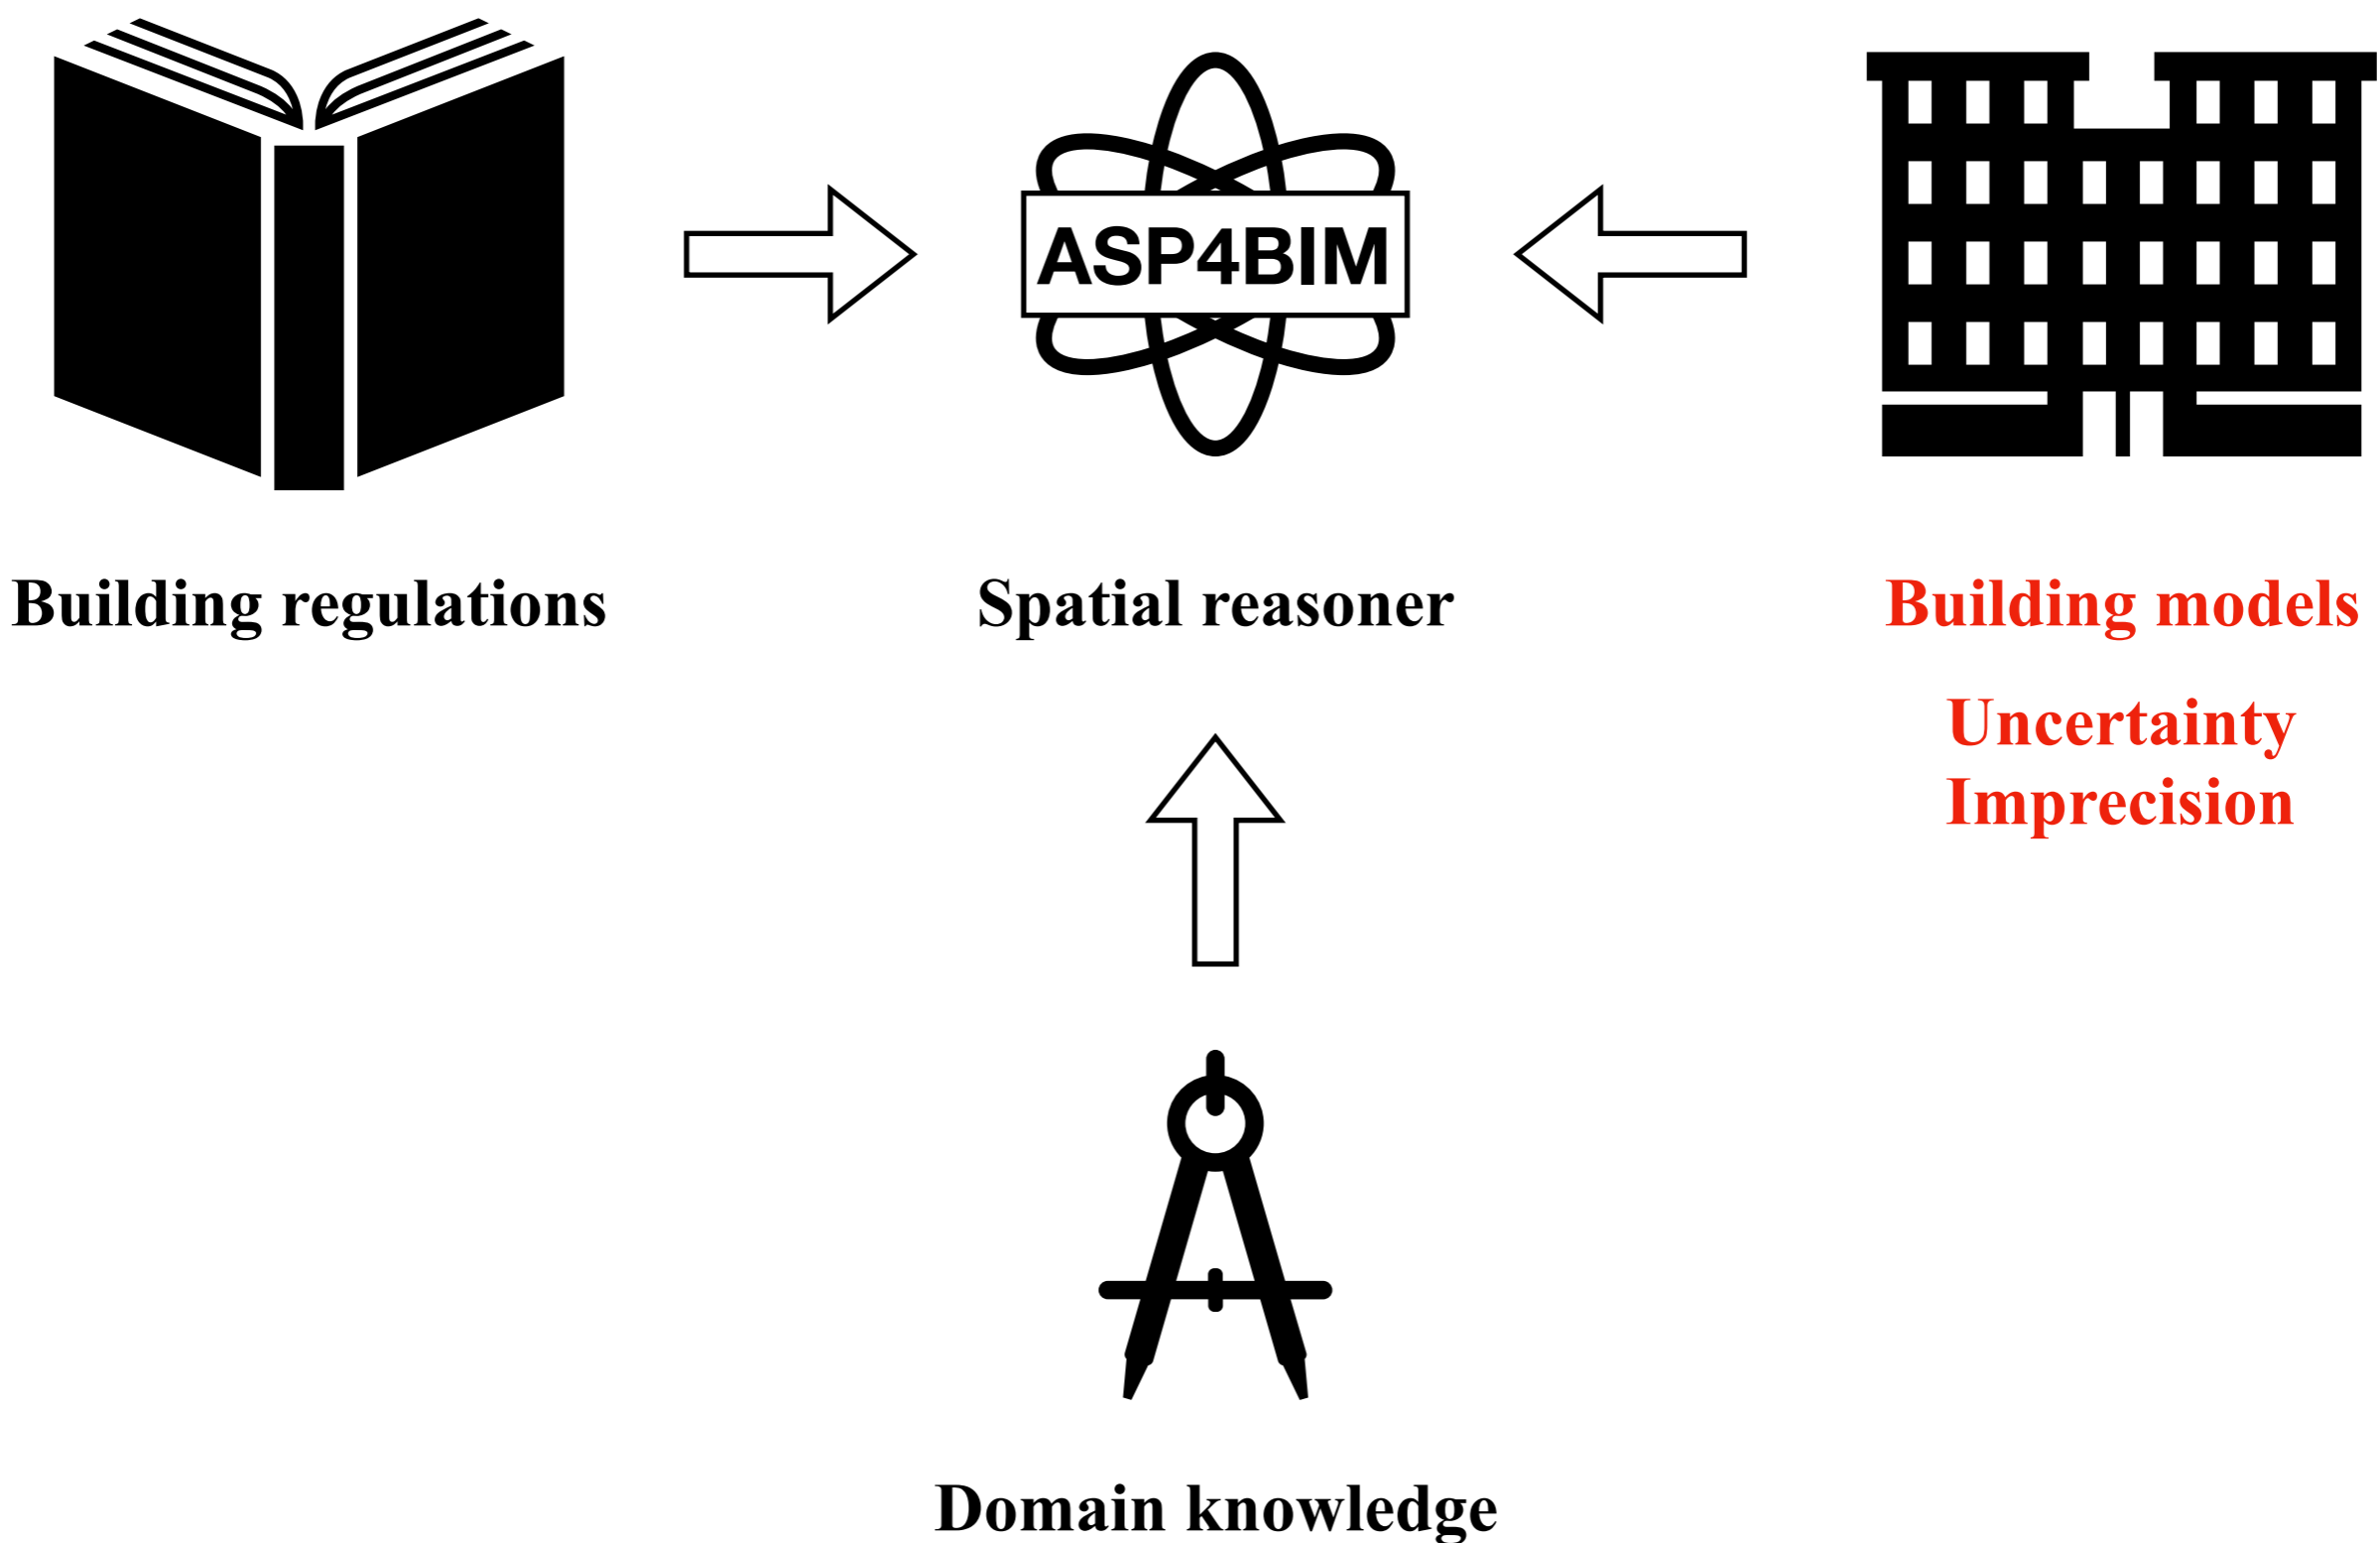 ASP4BIM
Building regulations
Spatial reasoner
Building models
Uncertainty
Imprecision
Domain knowledge